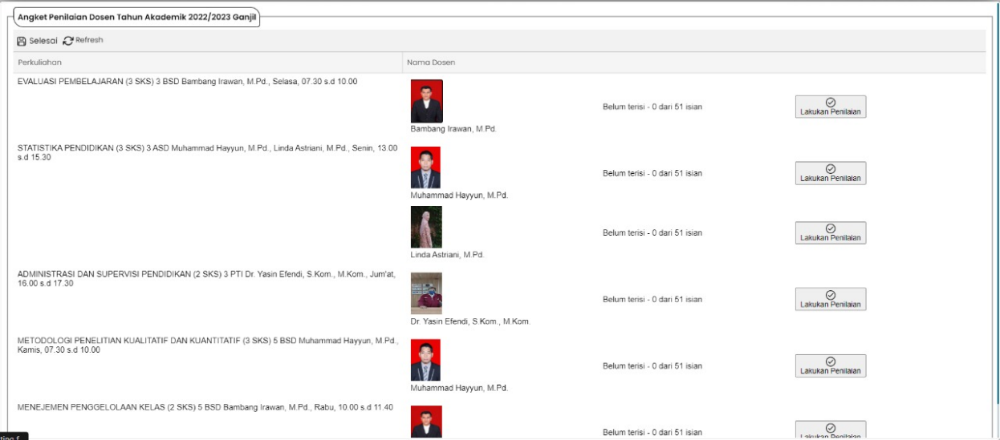 Angket Penilaian Dosen Tahun Akademik 2022/2023 Ganjil
Selesai Refresh
Perkuliahan Nama Dosen
EVALUASI PEMBELAJARAN (3 SKS) 3 BSD Bambang Irawan, M.Pd., Selasa, 07.30 s.d 10.00
Belum terisi - 0 dari 51 isian
Lakukan Penilaian
Bambang Irawan, M.Pd.
STATISTIKA PENDIDIKAN (3 SKS) 3 ASD Muhammad Hayyun, M.Pd., Linda Astriani, M.Pd., Senin, 13.00
s.d 15.30
Belum terisi - 0 dari 51 isian
Lakukan Penilaian
Muhammad Hayyun, M.Pd.
Belum terisi - 0 dari 51 isian
Lakukan Penilaian
Linda Astriani, M.Pd.
ADMINISTRASI DAN SUPERVISI PENDIDIKAN (2 SKS) 3 PTI Dr. Yasin Efendi, S.Kom., M.Kom., Jum'at,
16.00 s.d 17.30
Belum terisi - 0 dari 51 isian
Lakukan Penilaian
Dr. Yasin Efendi, S.Kom., M.Kom.
METODOLOGI PENELITIAN KUALITATIF DAN KUANTITATIF (3 SKS) 5 BSD Muhammad Hayyun, M.Pd.,
Kamis, 07.30 s.d 10.00
Belum terisi - 0 dari 51 isian
Lakukan Penilaian
Muhammad Hayyun, M.Pd.
MENEJEMEN PENGGELOLAAN KELAS (2 SKS) 5 BSD Bambang Irawan, M.Pd., Rabu, 10.00 s.d 11.40
Belum terisi - 0 dari 51 isian
Lakukan Penilaian